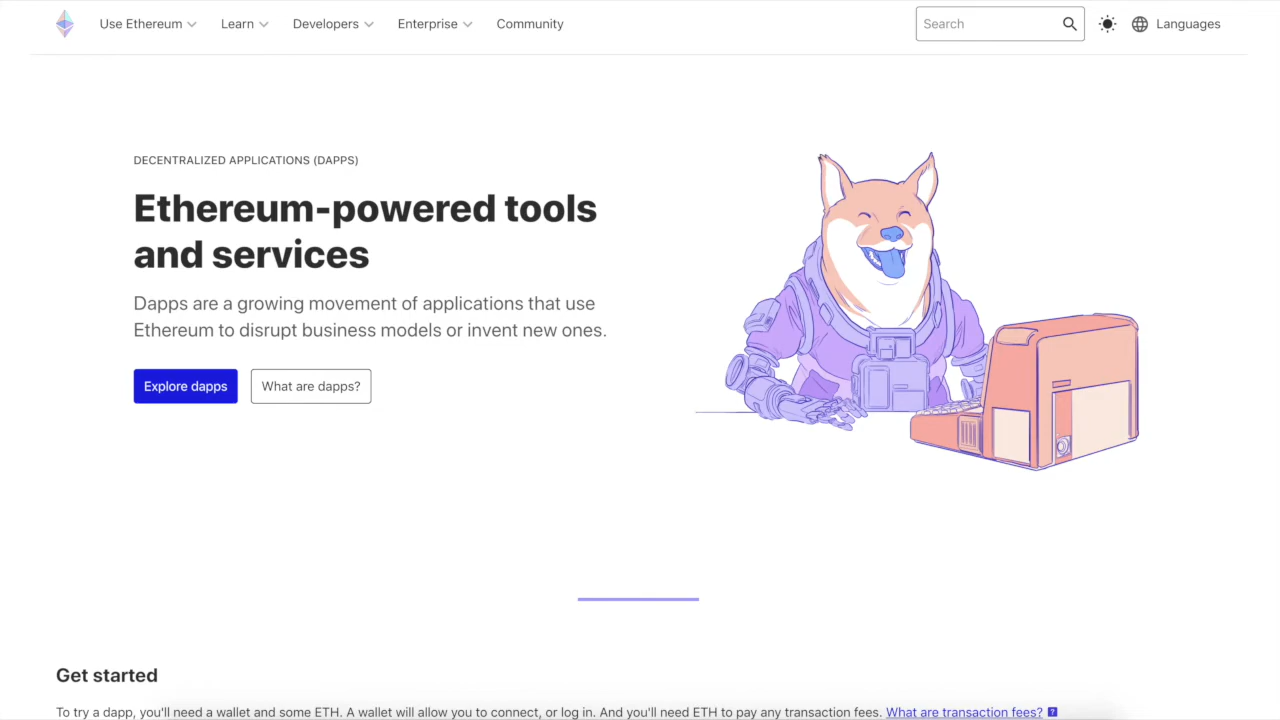 Use Ethereum Learn Developers Enterprise Community Search Languages
DECENTRALIZED APPLICATIONS (DAPPS)
Ethereum-powered tools
and services
Dapps are a growing movement of applications that use
Ethereum to disrupt business models or invent new ones.
Explore dapps What are dapps?
Get started
To try a dapp, you'll need a wallet and some ETH. A wallet will allow you to connect, or log in. And you'll need ETH to pay any transaction fees. What are transaction fees? ?